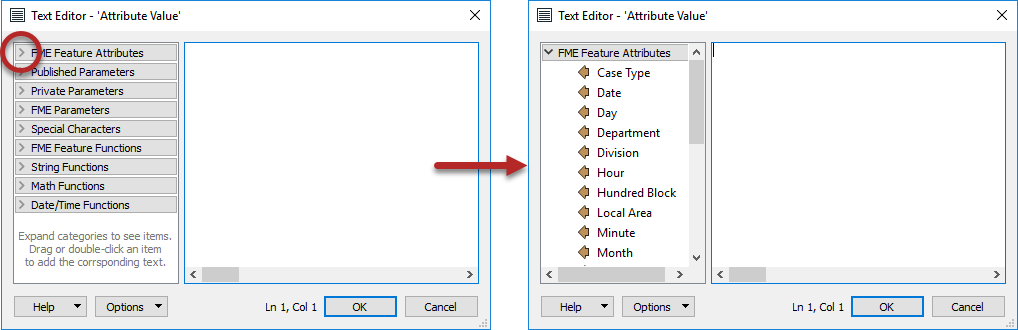 Text Editor - 'Attribute Value'
FME Feature Attributes
Published Parameters
Private Parameters
FME Parameters
Special Characters
FME Feature Functions
String Functions
Math Functions
Date/Time Functions
Expand categories to see items.
Drag or double-click an item
to add the corrsponding text.
Help
Options
Ln 1, Col 1
OK
Cancel
Text Editor - 'Attribute Value'
FME Feature Attributes
Case Type
Date
Day
Department
Division
Hour
Hundred Block
Local Area
Minute
Month
Help
Options
Ln 1, Col 1
OK
Cancel